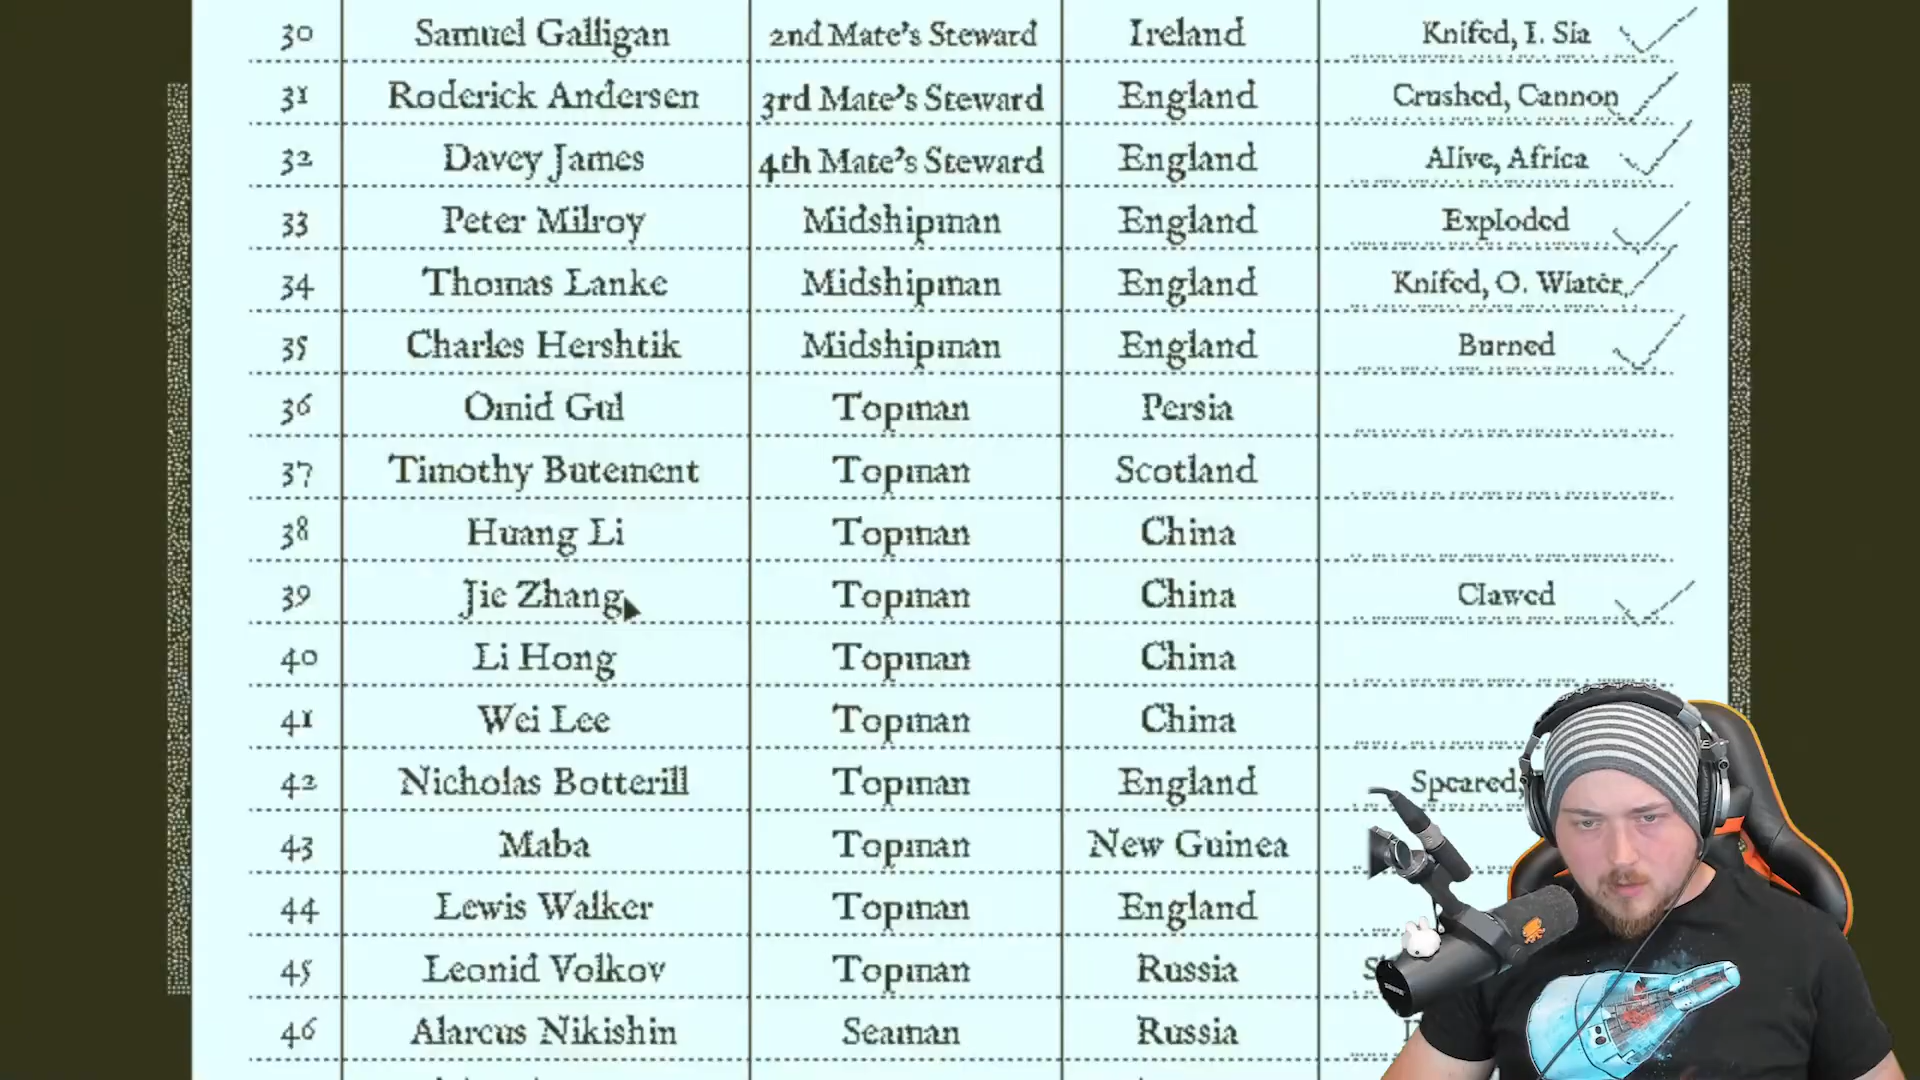 30 Samuel Galligan 2nd Mate's Steward Ireland Knifed, I. Sia
31 Roderick Andersen 3rd Mate's Steward England Crushed, Cannon
32 Davey James 4th Mate's Steward England Alive, Africa
33 Peter Milroy Midshipman England Exploded
34 Thomas Lanke Midshipman England Knifed, O. Wiater
35 Charles Hershtik Midshipman England Burned
36 Omid Gul Topman Persia
37 Timothy Butement Topman Scotland
38 Huang Li Topman China
39 Jie Zhang Topman China Clawed
40 Li Hong Topman China
41 Wei Lee Topman China
42 Nicholas Botterill Topman England Speared,
43 Maba Topman New Guinea
44 Lewis Walker Topman England
45 Leonid Volkov Topman Russia
46 Alarcus Nikishin Seaman Russia